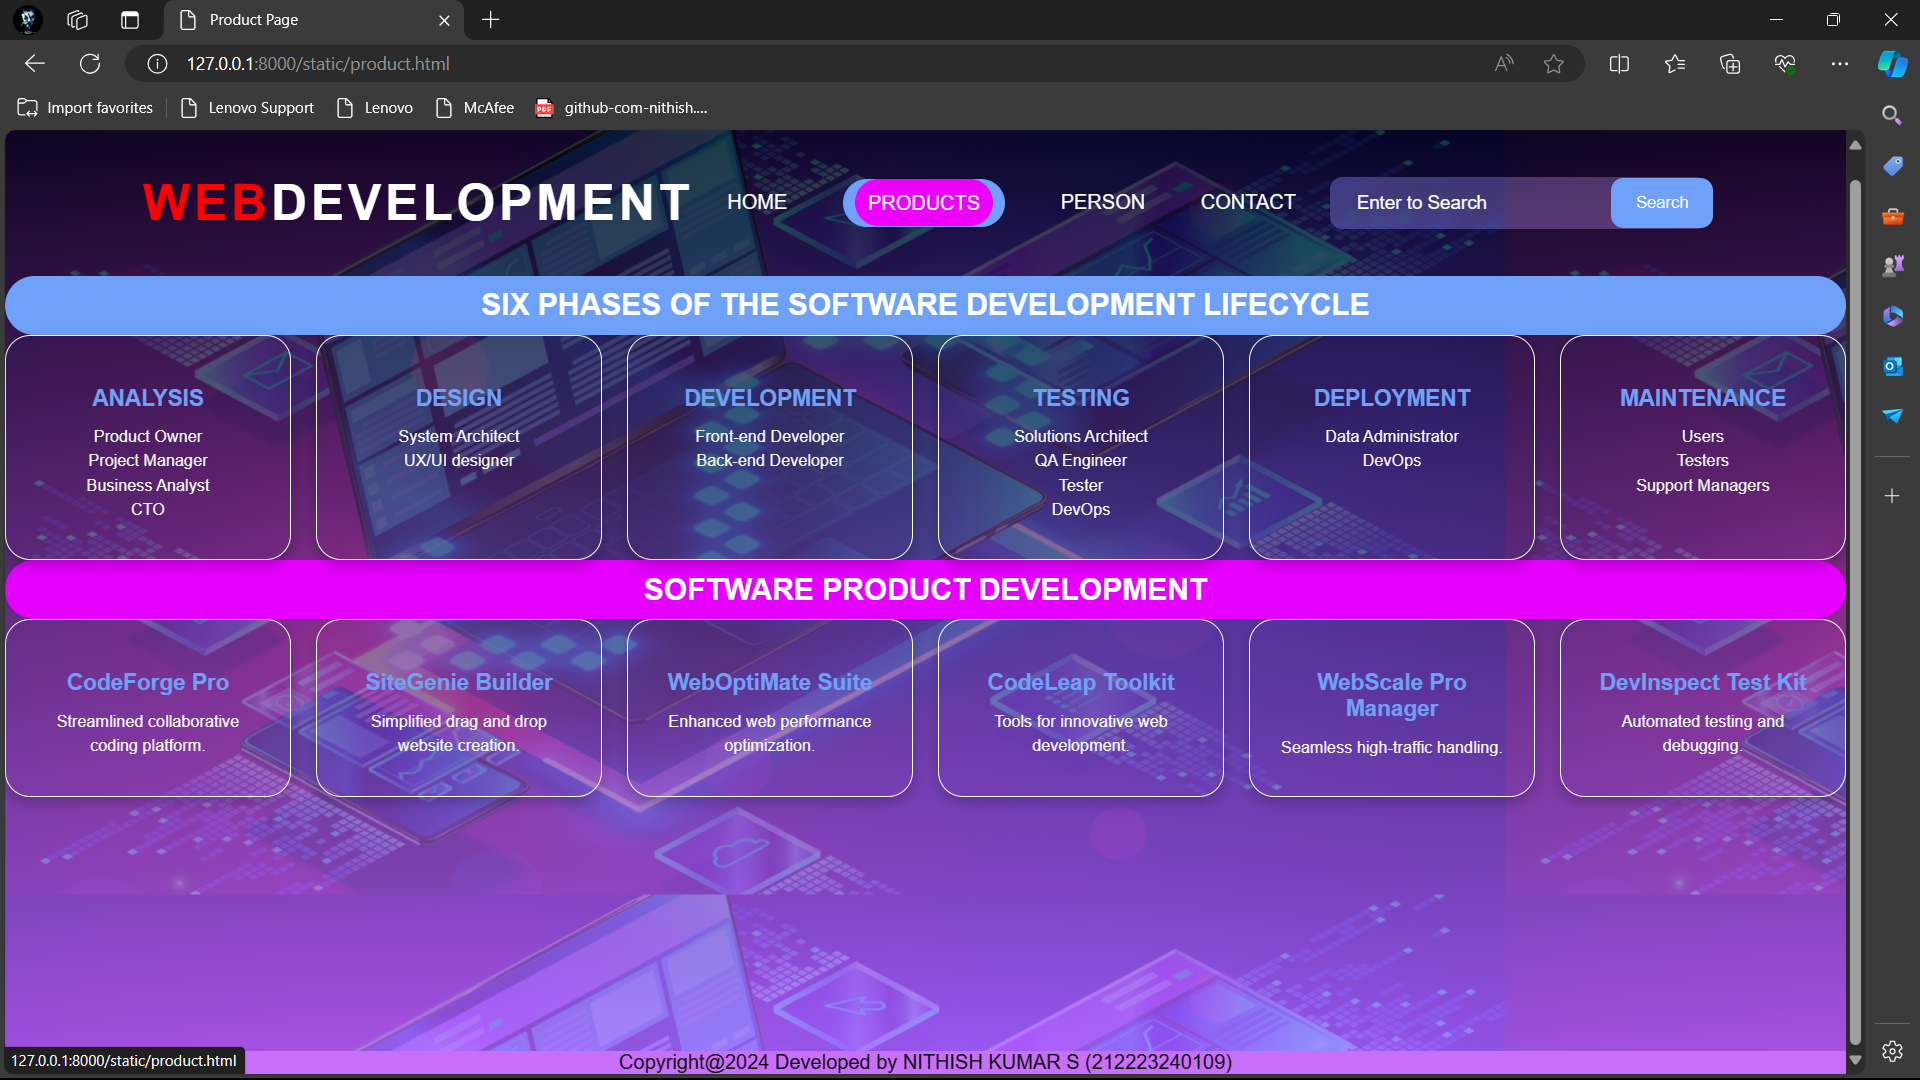 Product Page
127.0.0.1:8000/static/product.html
Import favorites
Lenovo Support
Lenovo
McAfee
PDF
github-com-nithish....
WEBDEVELOPMENT
HOME
PRODUCTS
PERSON
CONTACT
Enter to Search
Search
SIX PHASES OF THE SOFTWARE DEVELOPMENT LIFECYCLE
ANALYSIS
Product Owner
Project Manager
Business Analyst
CTO
DESIGN
System Architect
UX/UI designer
DEVELOPMENT
Front-end Developer
Back-end Developer
TESTING
Solutions Architect
QA Engineer
Tester
DevOps
DEPLOYMENT
Data Administrator
DevOps
MAINTENANCE
Users
Testers
Support Managers
SOFTWARE PRODUCT DEVELOPMENT
CodeForge Pro
Streamlined collaborative
coding platform.
SiteGenie Builder
Simplified drag and drop
website creation.
WebOptiMate Suite
Enhanced web performance
optimization.
CodeLeap Toolkit
Tools for innovative web
development.
WebScale Pro
Manager
Seamless high-traffic handling.
DevInspect Test Kit
Automated testing and
debugging.
127.0.0.1:8000/static/product.html
Copyright@2024 Developed by NITHISH KUMAR S (212223240109)